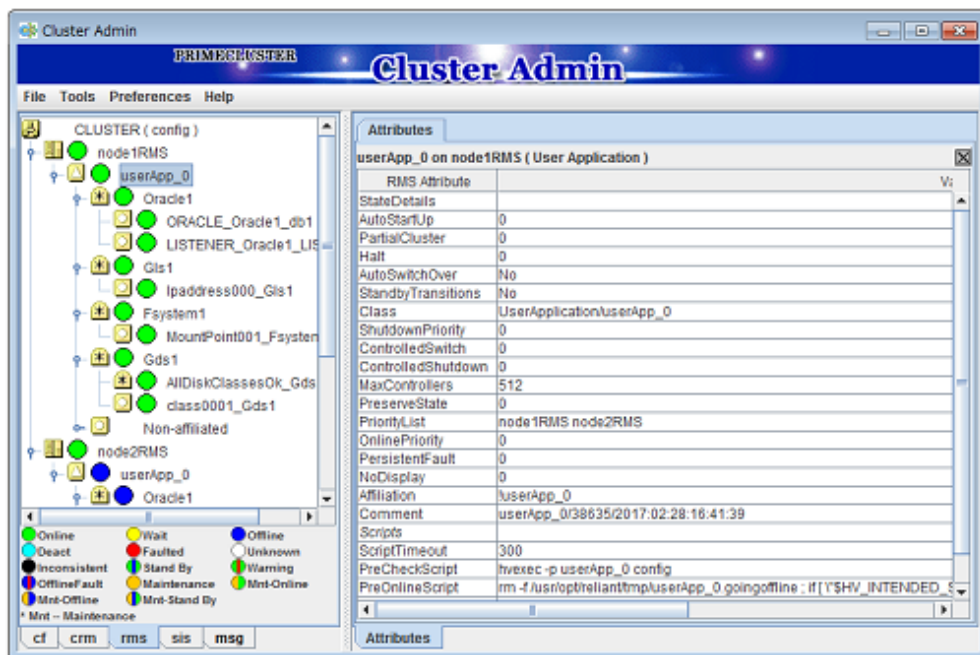 Cluster Admin
PRIMECLUSTER
Cluster Admin
File Tools Preferences Help
CLUSTER ( config )
node1RMS
userApp_0
Oracle1
ORACLE_Oracle1_db1
LISTENER_Oracle1_LIS
Gls1
Ipaddress000_Gls1
Fsystem1
MountPoint001_Fsystem
Gds1
AllDiskClassesOk_Gds
class0001_Gds1
Non-affiliated
node2RMS
userApp_0
Oracle1
Online Wait Offline
Deact Faulted Unknown
Inconsistent Stand By Warning
OfflineFault Maintenance Mnt-Online
Mnt-Offline Mnt-Stand By
* Mnt -- Maintenance
cf crm rms sis msg
Attributes
userApp_0 on node1RMS ( User Application )
RMS Attribute Va
StateDetails
AutoStartUp 0
PartialCluster 0
Halt 0
AutoSwitchOver No
StandbyTransitions No
Class UserApplication/userApp_0
ShutdownPriority 0
ControlledSwitch 0
ControlledShutdown 0
MaxControllers 512
PreserveState 0
PriorityList node1RMS node2RMS
OnlinePriority 0
PersistentFault 0
NoDisplay 0
Affiliation !userApp_0
Comment userApp_0/38635/2017:02:28:16:41:39
Scripts
ScriptTimeout 300
PreCheckScript hvexec -p userApp_0 config
PreOnlineScript rm -f /usr/opt/reliant/tmp/userApp_0.goingoffline ; if [ \"$HV_INTENDED_S
Attributes